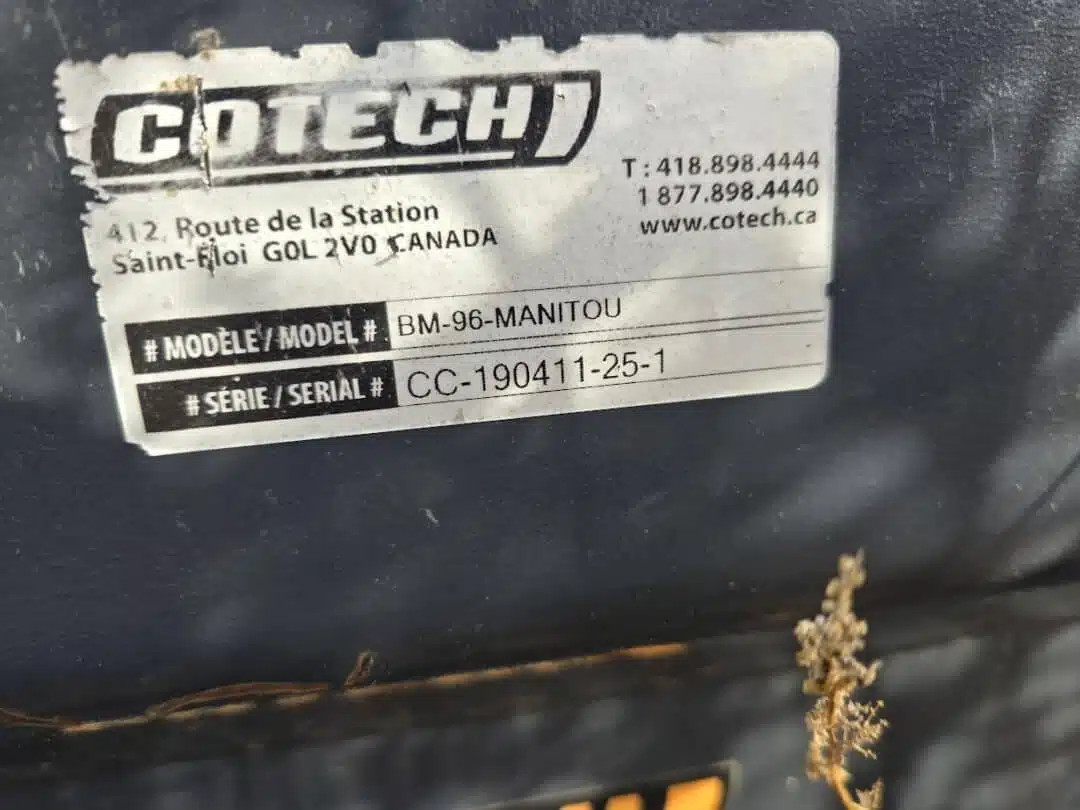 COTECH
T : 418.898.4444
1 877.898.4440
www.cotech.ca
412, Route de la Station
Saint-Éloi G0L 2V0 CANADA
# MODÈLE / MODEL # BM-96-MANITOU
# SÉRIE / SERIAL # CC-190411-25-1